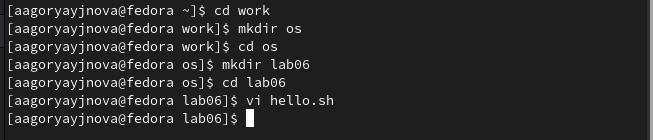 [aagoryayjnova@fedora ~]$ cd work
[aagoryayjnova@fedora work]$ mkdir os
[aagoryayjnova@fedora work]$ cd os
[aagoryayjnova@fedora os]$ mkdir lab06
[aagoryayjnova@fedora os]$ cd lab06
[aagoryayjnova@fedora lab06]$ vi hello.sh
[aagoryayjnova@fedora lab06]$